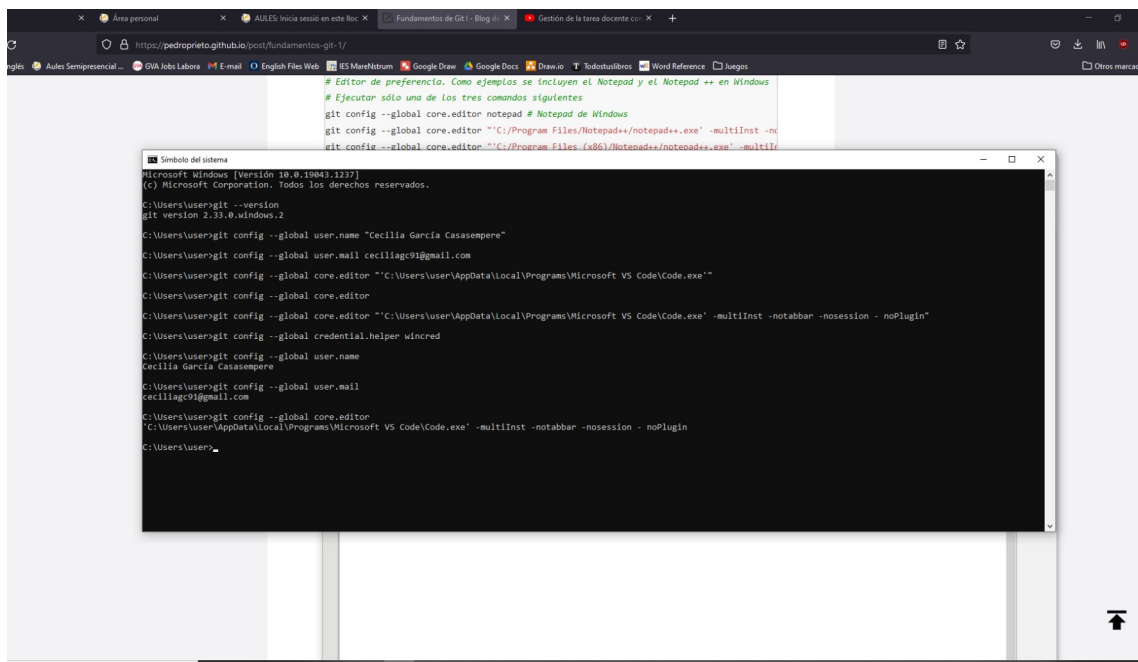 Área personal
AULES: Inicia sessió en este lloc
Fundamentos de Git I - Blog de
Gestión de la tarea docente con
https://pedroprieto.github.io/post/fundamentos-git-1/
nglés
Aules Semipresencial ...
GVA Jobs Labora
E-mail
English Files Web
IES MareNstrum
Google Draw
Google Docs
Draw.io
Todostuslibros
Word Reference
Juegos
Otros marcad
# Editor de preferencia. Como ejemplos se incluyen el Notepad y el Notepad ++ en Windows
# Ejecutar sólo una de los tres comandos siguientes
git config --global core.editor notepad # Notepad de Windows
git config --global core.editor "'C:/Program Files/Notepad++/notepad++.exe' -multiInst -no
git config --global core.editor "'C:/Program Files (x86)/Notepad++/notepad++.exe' -multiIn
Símbolo del sistema
Microsoft Windows [Versión 10.0.19043.1237]
(c) Microsoft Corporation. Todos los derechos reservados.
C:\Users\user>git --version
git version 2.33.0.windows.2
C:\Users\user>git config --global user.name "Cecilia García Casasempere"
C:\Users\user>git config --global user.mail ceciliagc91@gmail.com
C:\Users\user>git config --global core.editor "'C:\Users\user\AppData\Local\Programs\Microsoft VS Code\Code.exe'"
C:\Users\user>git config --global core.editor
C:\Users\user>git config --global core.editor "'C:\Users\user\AppData\Local\Programs\Microsoft VS Code\Code.exe' -multiInst -notabbar -nosession - noPlugin"
C:\Users\user>git config --global credential.helper wincred
C:\Users\user>git config --global user.name
Cecilia García Casasempere
C:\Users\user>git config --global user.mail
ceciliagc91@gmail.com
C:\Users\user>git config --global core.editor
'C:\Users\user\AppData\Local\Programs\Microsoft VS Code\Code.exe' -multiInst -notabbar -nosession - noPlugin
C:\Users\user>